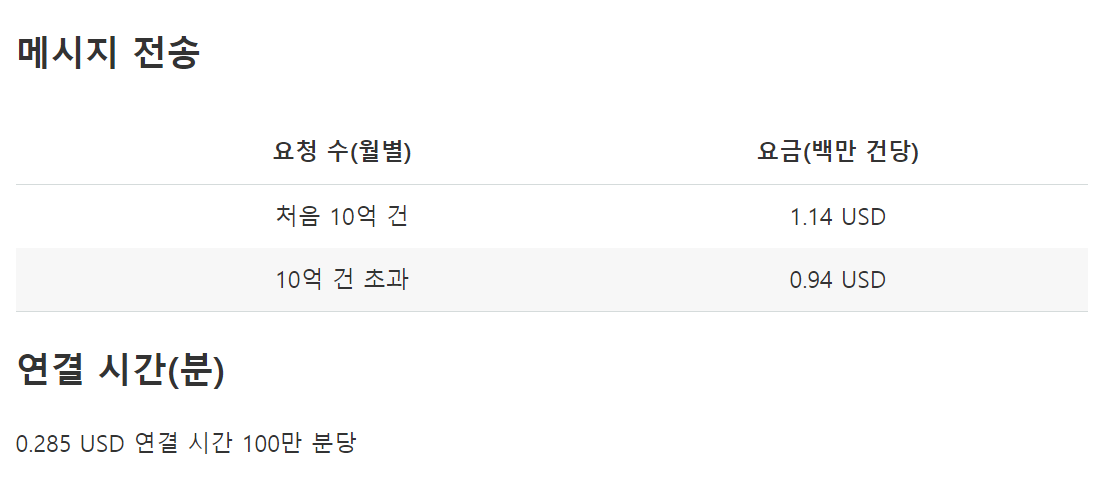 메시지 전송
요청 수(월별) 요금(백만 건당)
처음 10억 건 1.14 USD
10억 건 초과 0.94 USD
연결 시간(분)
0.285 USD 연결 시간 100만 분당